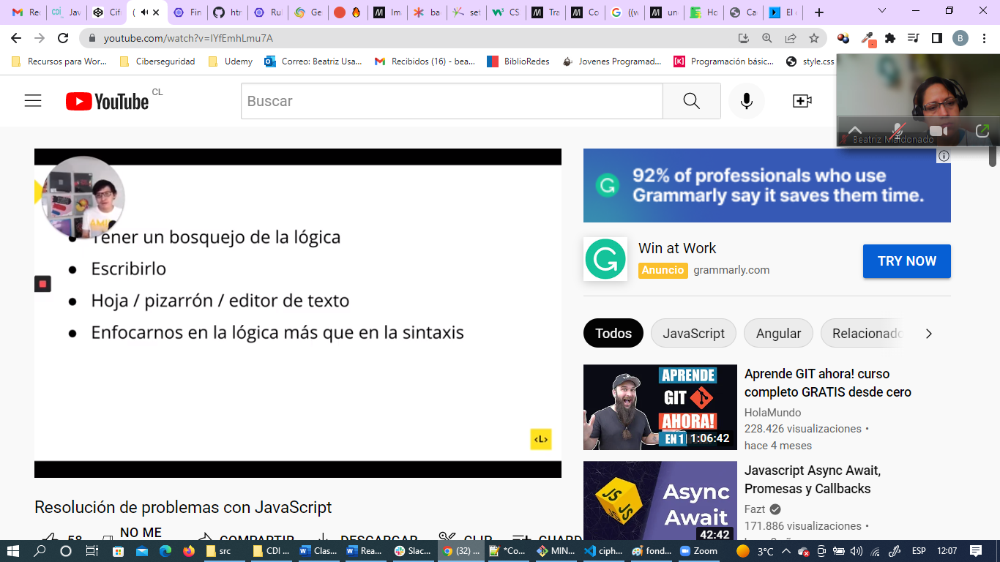 Rec
Jav
Cif
(
Fin
htm
Rul
Ge
Im
ba
set
CS
Tra
Co
((w
un
Ho
Ca
El
youtube.com/watch?v=IYfEmhLmu7A
B
Recursos para Wor...
Ciberseguridad
Udemy
Correo: Beatriz Usa...
Recibidos (16) - bea...
BiblioRedes
Jovenes Programad...
Programación básic...
style.css
YouTube CL
Buscar
Beatriz Maldonado
Tener un bosquejo de la lógica
Escribirlo
Hoja / pizarrón / editor de texto
Enfocarnos en la lógica más que en la sintaxis
<L>
92% of professionals who use
Grammarly say it saves them time.
Win at Work
Anuncio grammarly.com
TRY NOW
Todos
JavaScript
Angular
Relacionado
APRENDE
GIT
AHORA!
EN 1
1:06:42
Aprende GIT ahora! curso
completo GRATIS desde cero
HolaMundo
228.426 visualizaciones •
hace 4 meses
JS
JS
Async
Await
42:42
Javascript Async Await,
Promesas y Callbacks
Fazt
171.886 visualizaciones •
Resolución de problemas con JavaScript
58
NO ME
COMPARTIR
DESCARGAR
CLIP
GUARD
src
CDI ...
Clas...
Rea...
Slac...
(32) ...
*Co...
MIN...
ciph...
fond...
Zoom
3°C
ESP
12:07